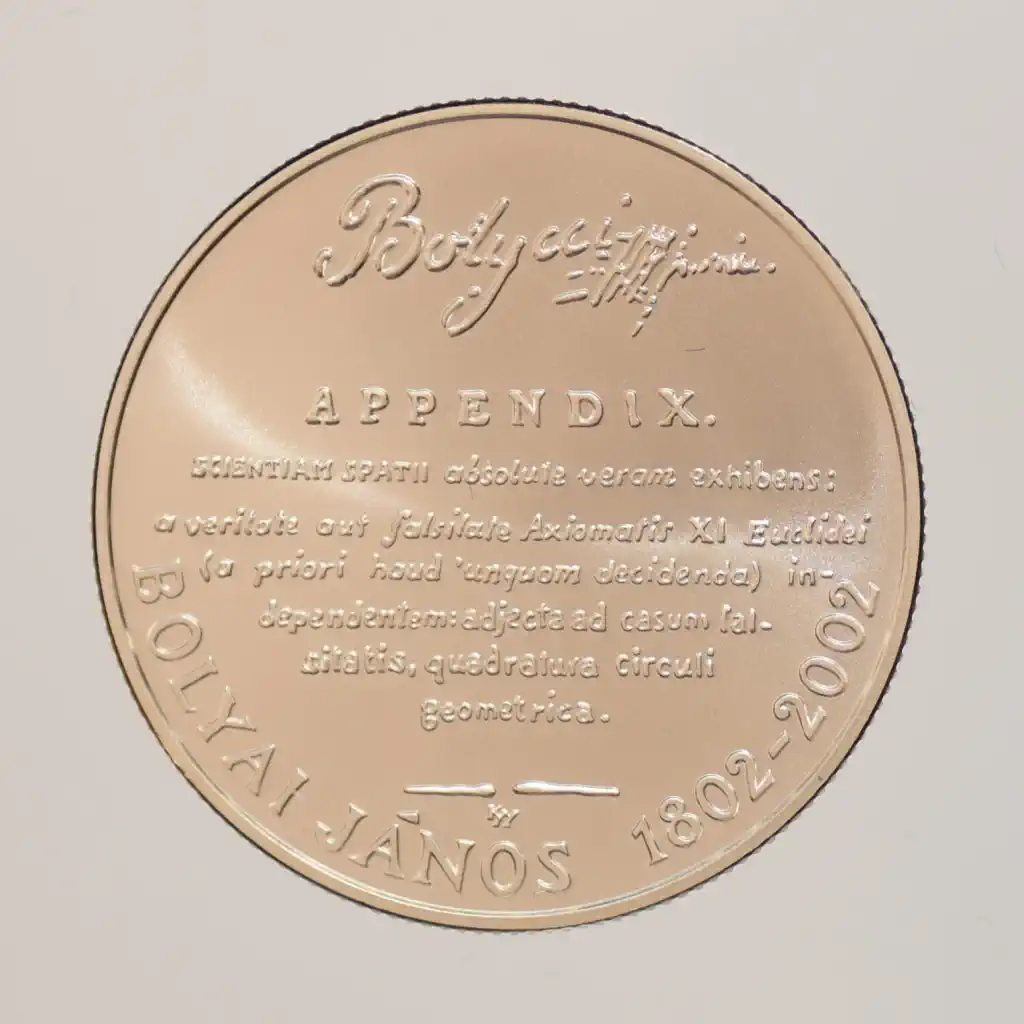 Bolyai
APPENDIX.
SCIENTIAM SPATII absolute veram exhibens:
a veritate aut falsitate Axiomatis XI Euclidei
(a priori haud unquam decidenda) in-
dependentem: adjecta ad casum fal-
sitatis, quadratura circuli
geometrica.
BOLYAI JÁNOS 1802-2002